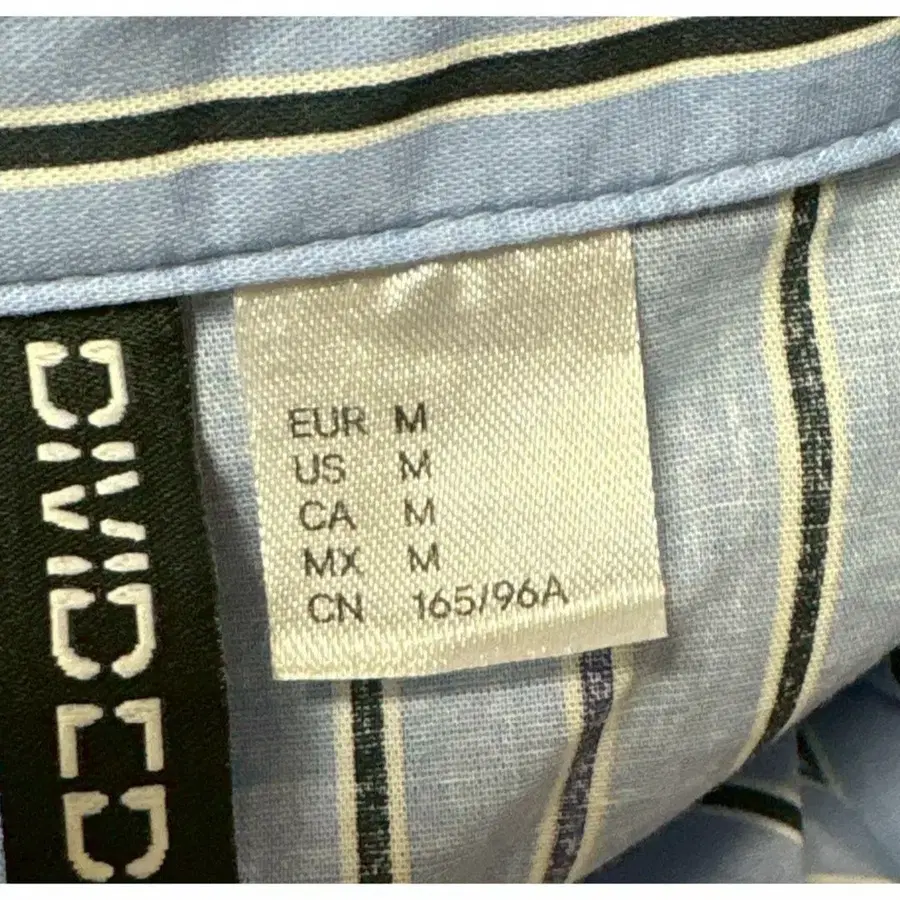 DIVIDED
EUR M
US M
CA M
MX M
CN 165/96A